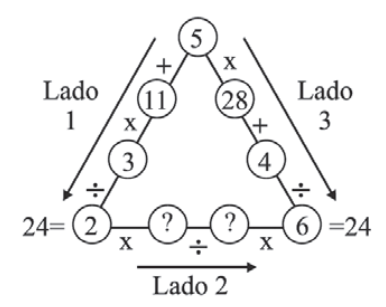 5
+ x
Lado 1
11 28
Lado 3
x +
3 4
÷ ÷
24= 2 ? ? 6 =24
x ÷ x
Lado 2